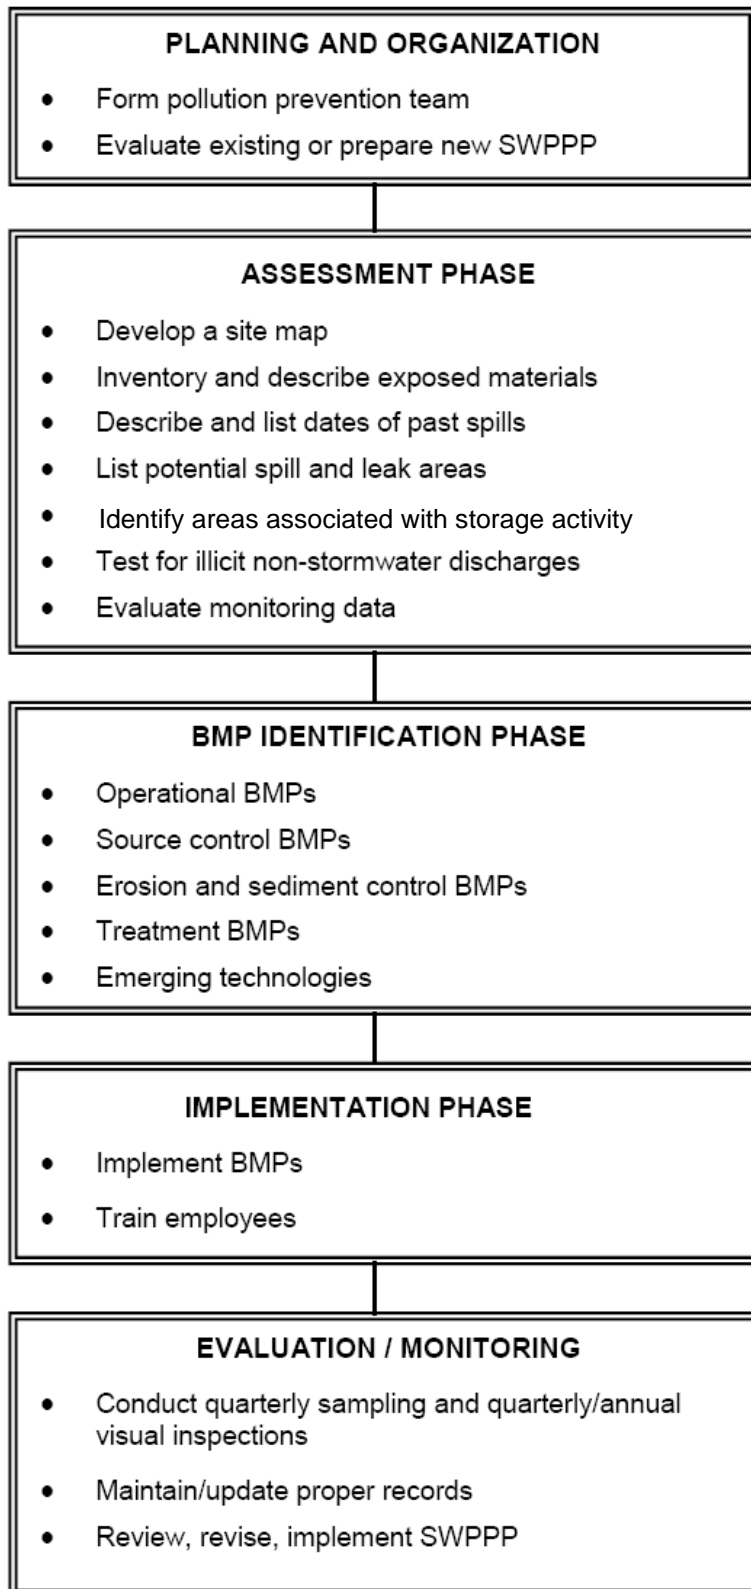 PLANNING AND ORGANIZATION
● Form pollution prevention team
● Evaluate existing or prepare new SWPPP
ASSESSMENT PHASE
● Develop a site map
● Inventory and describe exposed materials
● Describe and list dates of past spills
● List potential spill and leak areas
● Identify areas associated with storage activity
● Test for illicit non-stormwater discharges
● Evaluate monitoring data
BMP IDENTIFICATION PHASE
● Operational BMPs
● Source control BMPs
● Erosion and sediment control BMPs
● Treatment BMPs
● Emerging technologies
IMPLEMENTATION PHASE
● Implement BMPs
● Train employees
EVALUATION / MONITORING
● Conduct quarterly sampling and quarterly/annual
visual inspections
● Maintain/update proper records
● Review, revise, implement SWPPP